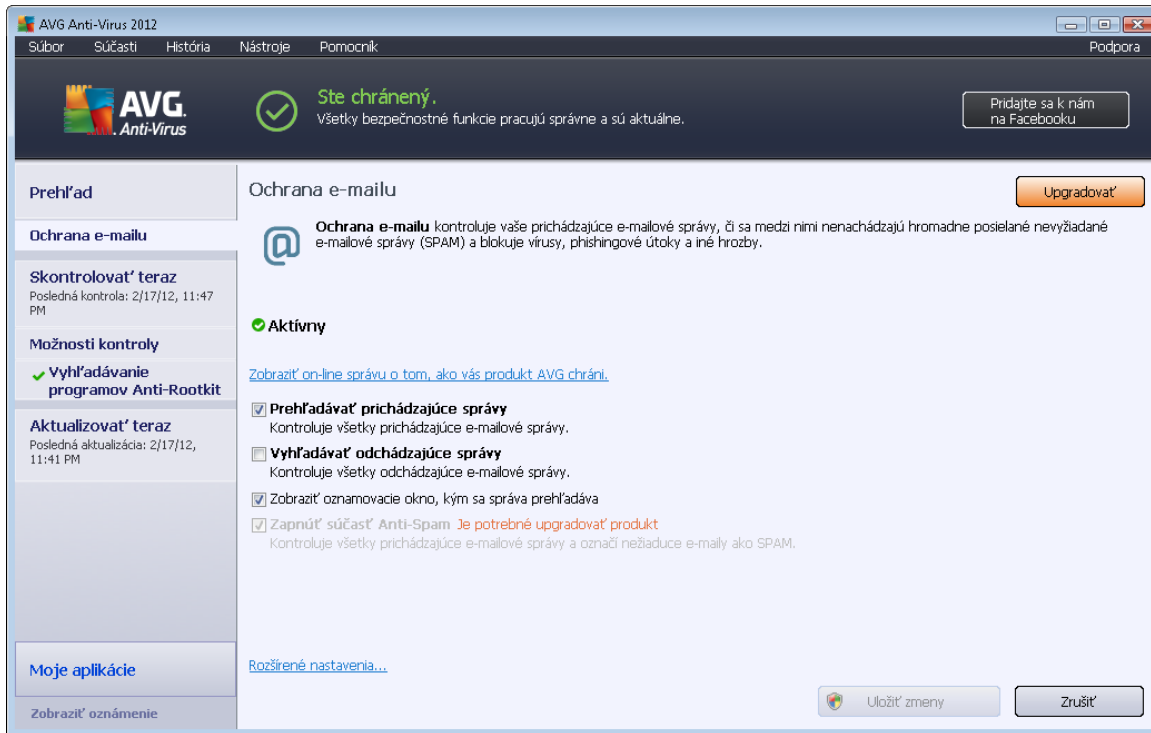 AVG Anti-Virus 2012
Súbor Súčasti História Nástroje Pomocník Podpora
AVG.
Anti-Virus
Ste chránený.
Všetky bezpečnostné funkcie pracujú správne a sú aktuálne.
Pridajte sa k nám
na Facebooku
Prehľad
Ochrana e-mailu
Skontrolovať teraz
Posledná kontrola: 2/17/12, 11:47
PM
Možnosti kontroly
Vyhľadávanie
programov Anti-Rootkit
Aktualizovať teraz
Posledná aktualizácia: 2/17/12,
11:41 PM
Moje aplikácie
Zobraziť oznámenie
Ochrana e-mailu
Upgradovať
@
Ochrana e-mailu kontroluje vaše prichádzajúce e-mailové správy, či sa medzi nimi nenachádzajú hromadne posielané nevyžiadané
e-mailové správy (SPAM) a blokuje vírusy, phishingové útoky a iné hrozby.
Aktívny
Zobraziť on-line správu o tom, ako vás produkt AVG chráni.
Prehľadávať prichádzajúce správy
Kontroluje všetky prichádzajúce e-mailové správy.
Vyhľadávať odchádzajúce správy
Kontroluje všetky odchádzajúce e-mailové správy.
Zobraziť oznamovacie okno, kým sa správa prehľadáva
Zapnúť súčasť Anti-Spam Je potrebné upgradovať produkt
Kontroluje všetky prichádzajúce e-mailové správy a označí nežiaduce e-maily ako SPAM.
Rozšírené nastavenia...
Uložiť zmeny
Zrušiť